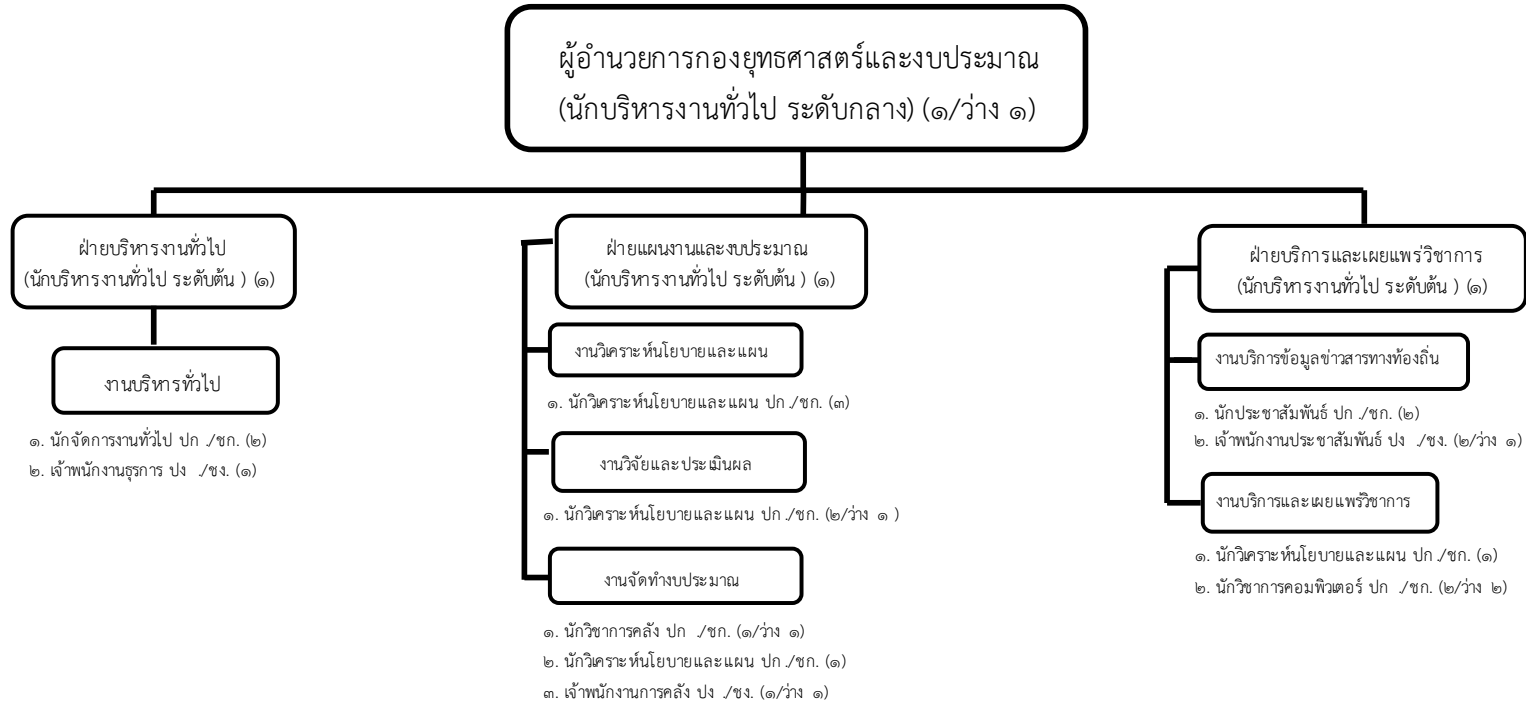 ผู้อำนวยการกองยุทธศาสตร์และงบประมาณ
(นักบริหารงานทั่วไป ระดับกลาง) (๑/ว่าง ๑)
ฝ่ายบริหารงานทั่วไป
(นักบริหารงานทั่วไป ระดับต้น ) (๑)
งานบริหารทั่วไป
๑. นักจัดการงานทั่วไป ปก ./ชก. (๒)
๒. เจ้าพนักงานธุรการ ปง ./ชง. (๑)
ฝ่ายแผนงานและงบประมาณ
(นักบริหารงานทั่วไป ระดับต้น ) (๑)
งานวิเคราะห์นโยบายและแผน
๑. นักวิเคราะห์นโยบายและแผน ปก ./ชก. (๓)
งานวิจัยและประเมินผล
๑. นักวิเคราะห์นโยบายและแผน ปก ./ชก. (๒/ว่าง ๑ )
งานจัดทำงบประมาณ
๑. นักวิชาการคลัง ปก ./ชก. (๑/ว่าง ๑)
๒. นักวิเคราะห์นโยบายและแผน ปก ./ชก. (๑)
๓. เจ้าพนักงานการคลัง ปง ./ชง. (๑/ว่าง ๑)
ฝ่ายบริการและเผยแพร่วิชาการ
(นักบริหารงานทั่วไป ระดับต้น ) (๑)
งานบริการข้อมูลข่าวสารทางท้องถิ่น
๑. นักประชาสัมพันธ์ ปก ./ชก. (๒)
๒. เจ้าพนักงานประชาสัมพันธ์ ปง ./ชง. (๒/ว่าง ๑)
งานบริการและเผยแพร่วิชาการ
๑. นักวิเคราะห์นโยบายและแผน ปก ./ชก. (๑)
๒. นักวิชาการคอมพิวเตอร์ ปก ./ชก. (๒/ว่าง ๒)